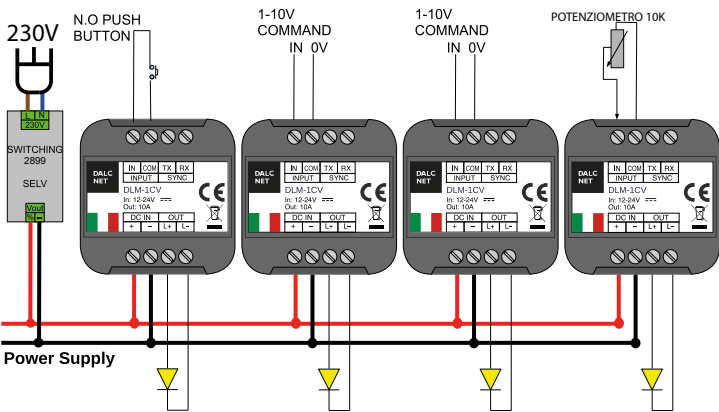 230V
L N
230V
SWITCHING
2899
SELV
Vout
N.O PUSH
BUTTON
1-10V
COMMAND
IN 0V
1-10V
COMMAND
IN 0V
POTENZIOMETRO 10K
DALC
NET
IN COM TX RX
INPUT SYNC
DLM-1CV
In: 12-24V
Out: 10A
CE
DC IN OUT
+ − L+ L−
DALC
NET
IN COM TX RX
INPUT SYNC
DLM-1CV
In: 12-24V
Out: 10A
CE
DC IN OUT
+ − L+ L−
DALC
NET
IN COM TX RX
INPUT SYNC
DLM-1CV
In: 12-24V
Out: 10A
CE
DC IN OUT
+ − L+ L−
DALC
NET
IN COM TX RX
INPUT SYNC
DLM-1CV
In: 12-24V
Out: 10A
CE
DC IN OUT
+ − L+ L−
Power Supply